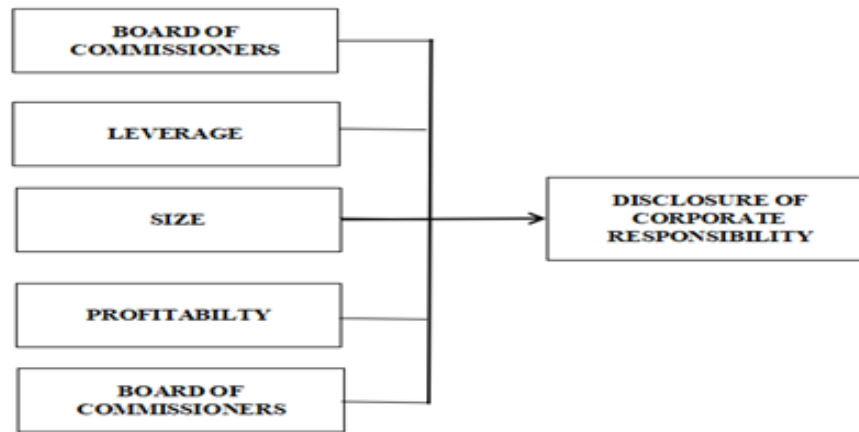 BOARD OF
COMMISSIONERS
LEVERAGE
SIZE
PROFITABILTY
BOARD OF
COMMISSIONERS
DISCLOSURE OF
CORPORATE
RESPONSIBILITY